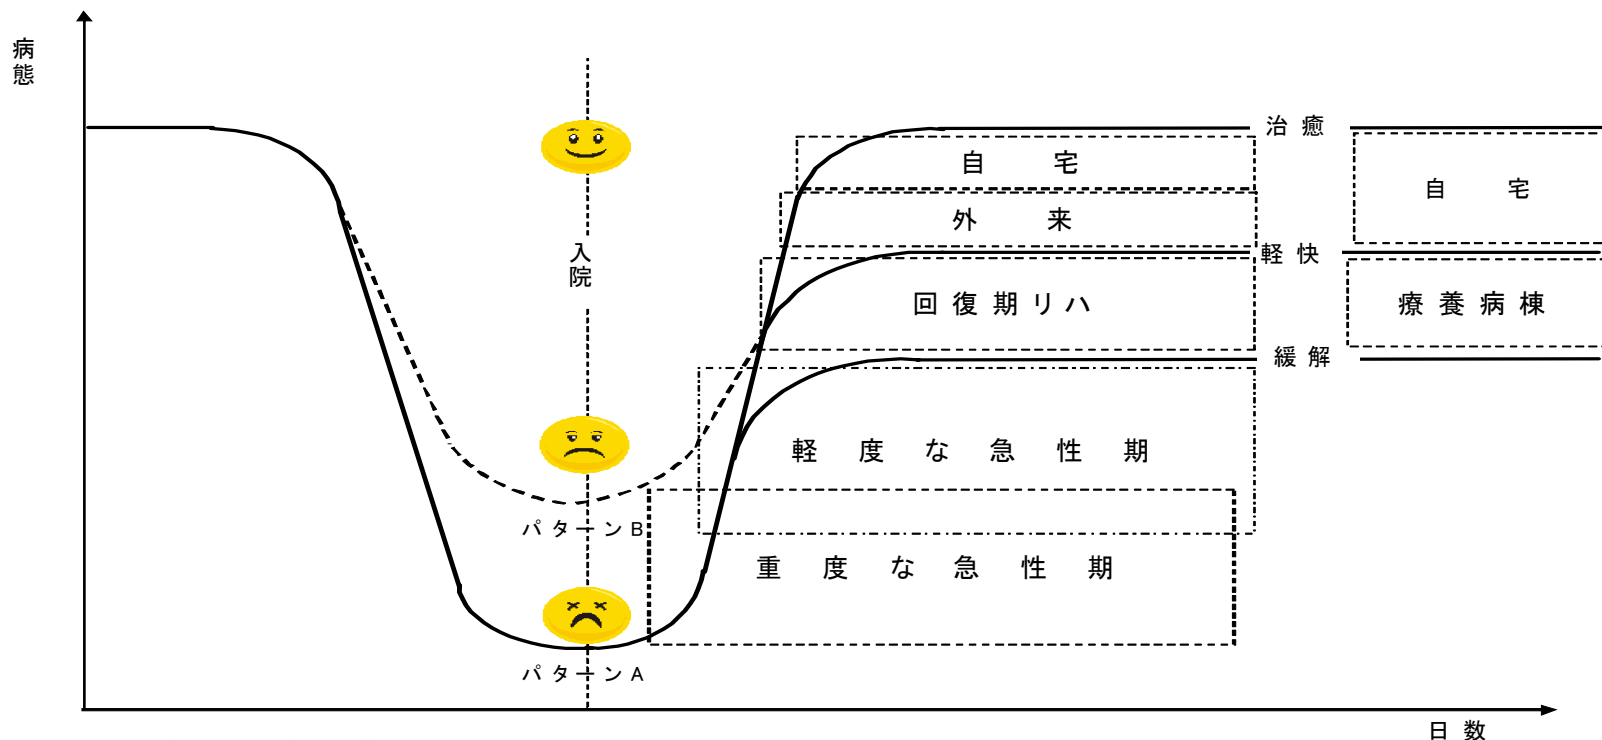 病態
入院
治癒
自宅
自宅
外来
軽快
回復期リハ
療養病棟
緩解
軽度な急性期
パターンB
重度な急性期
パターンA
日数